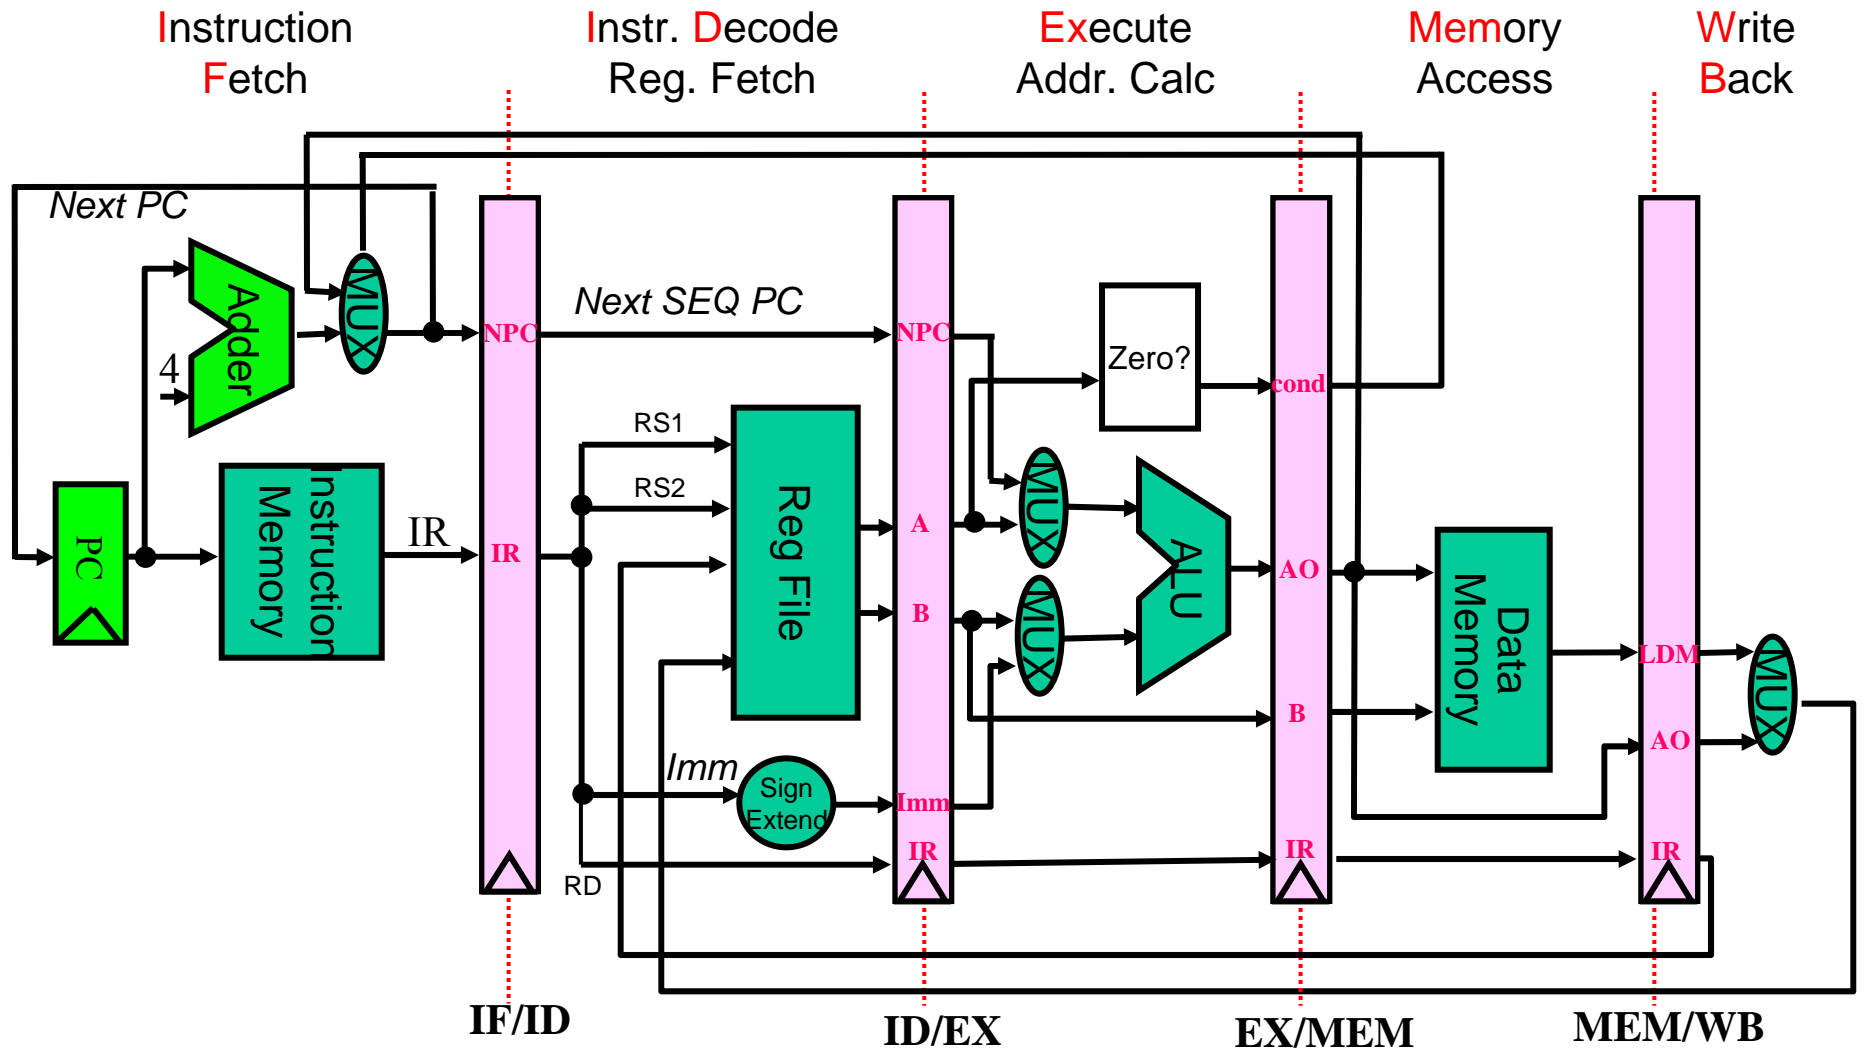 Instruction
Fetch
Instr. Decode
Reg. Fetch
Execute
Addr. Calc
Memory
Access
Write
Back
Next PC
Adder
4
MUX
NPC
Next SEQ PC
NPC
Zero?
cond
RS1
RS2
PC
Instruction
Memory
IR
IR
Reg File
A
B
MUX
MUX
ALU
AO
B
Data
Memory
LDM
AO
MUX
Imm
Sign
Extend
Imm
RD
IR
IR
IR
IF/ID
ID/EX
EX/MEM
MEM/WB